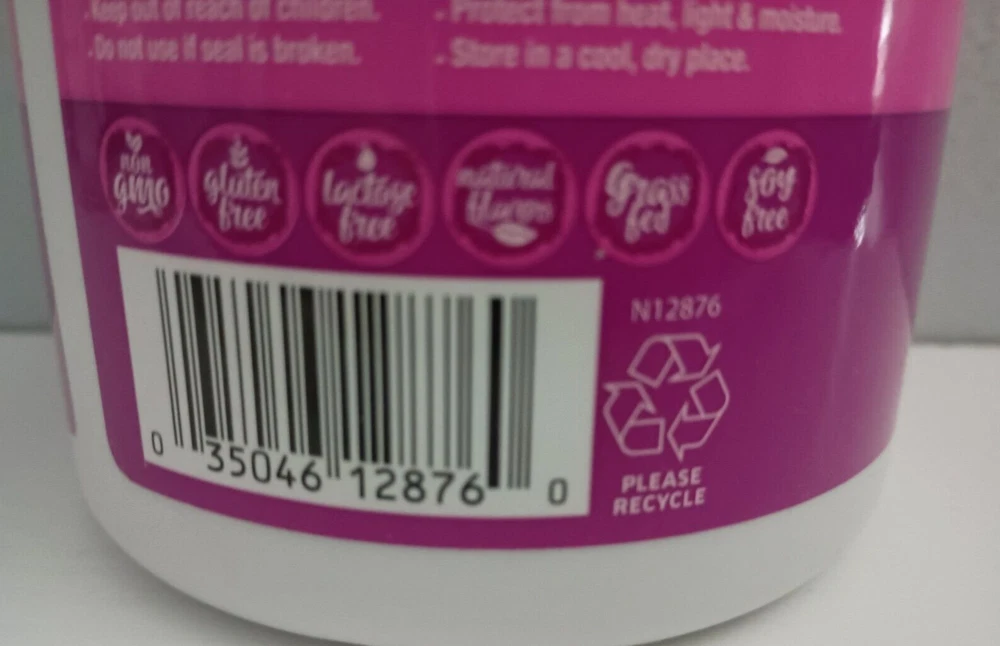 . Keep out of reach of children.
. Do not use if seal is broken.
- Protect from heat, light & moisture.
- Store in a cool, dry place.
non
gmo
gluten
free
lactose
free
natural
flavors
Grass
fed
soy
free
N12876
0 35046 12876 0
PLEASE
RECYCLE